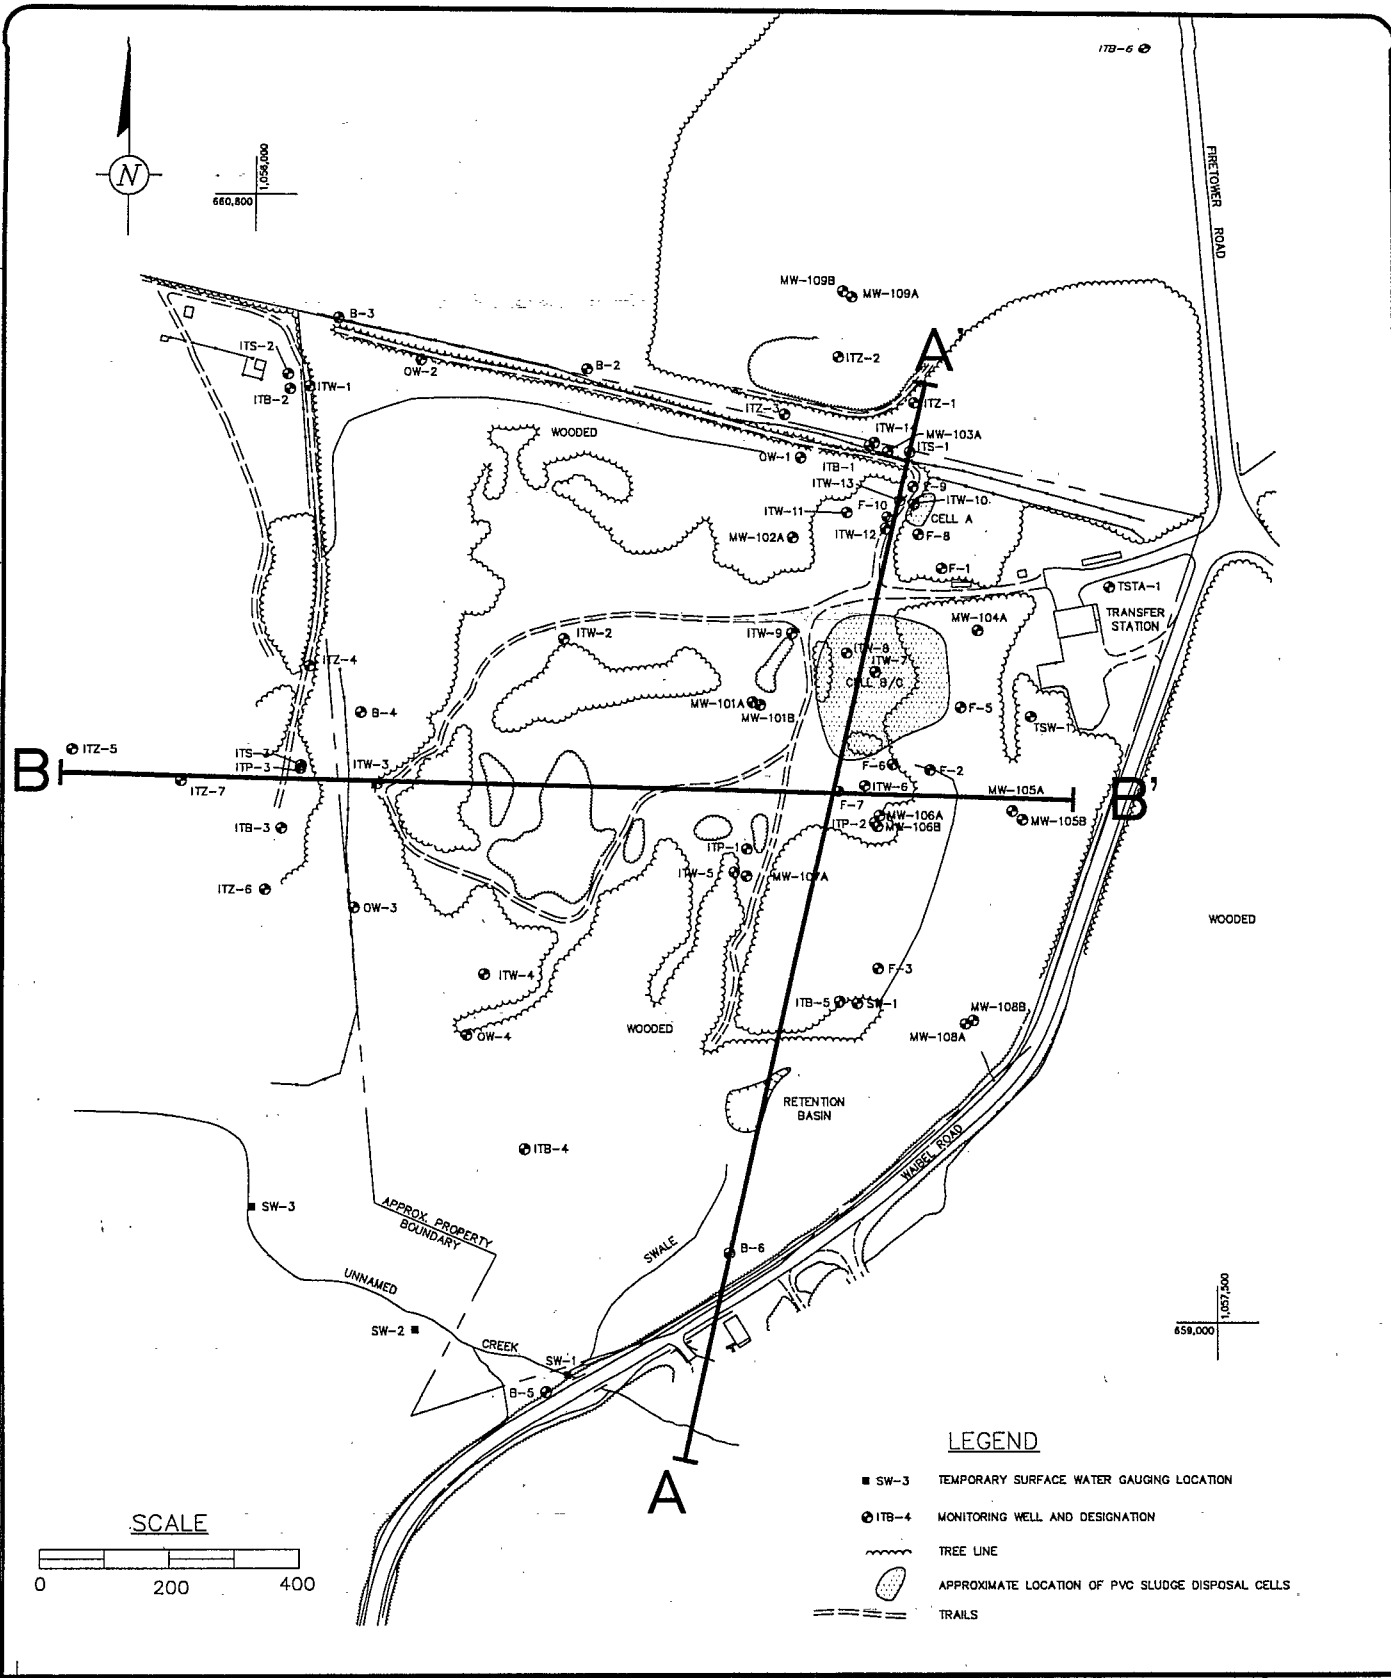 ITB-6
N
1,056,000
660,800
FIRETOWER ROAD
MW-109B
MW-109A
B-3
ITS-2
OW-2
B-2
ITZ-2
A'
ITB-2
ITW-1
ITZ-3
ITZ-1
WOODED
ITW-1
MW-103A
OW-1
ITB-1
ITS-1
ITW-13
F-9
ITW-10
ITW-11
F-10
CELL A
MW-102A
ITW-12
F-8
F-1
TSTA-1
MW-104A
TRANSFER
STATION
ITW-2
ITW-9
ITW-8
ITZ-4
ITW-7
CELL B/C
B-4
MW-101A
MW-101B
F-5
TSW-1
ITZ-5
ITS-3
ITP-3
ITW-3
F-6
F-2
B
B'
ITZ-7
ITW-6
MW-105A
F-7
MW-105B
ITB-3
ITP-2
MW-106A
MW-106B
ITP-1
ITW-5
MW-107A
ITZ-6
OW-3
WOODED
ITW-4
F-3
ITB-5
SW-1
MW-108B
WOODED
OW-4
MW-108A
RETENTION
BASIN
ITB-4
WAIBEL ROAD
SW-3
APPROX. PROPERTY
BOUNDARY
SWALE
B-6
UNNAMED
SW-2
CREEK
1,057,500
659,000
SW-1
B-5
A
LEGEND
SW-3 TEMPORARY SURFACE WATER GAUGING LOCATION
ITB-4 MONITORING WELL AND DESIGNATION
TREE LINE
APPROXIMATE LOCATION OF PVC SLUDGE DISPOSAL CELLS
TRAILS
SCALE
0 200 400